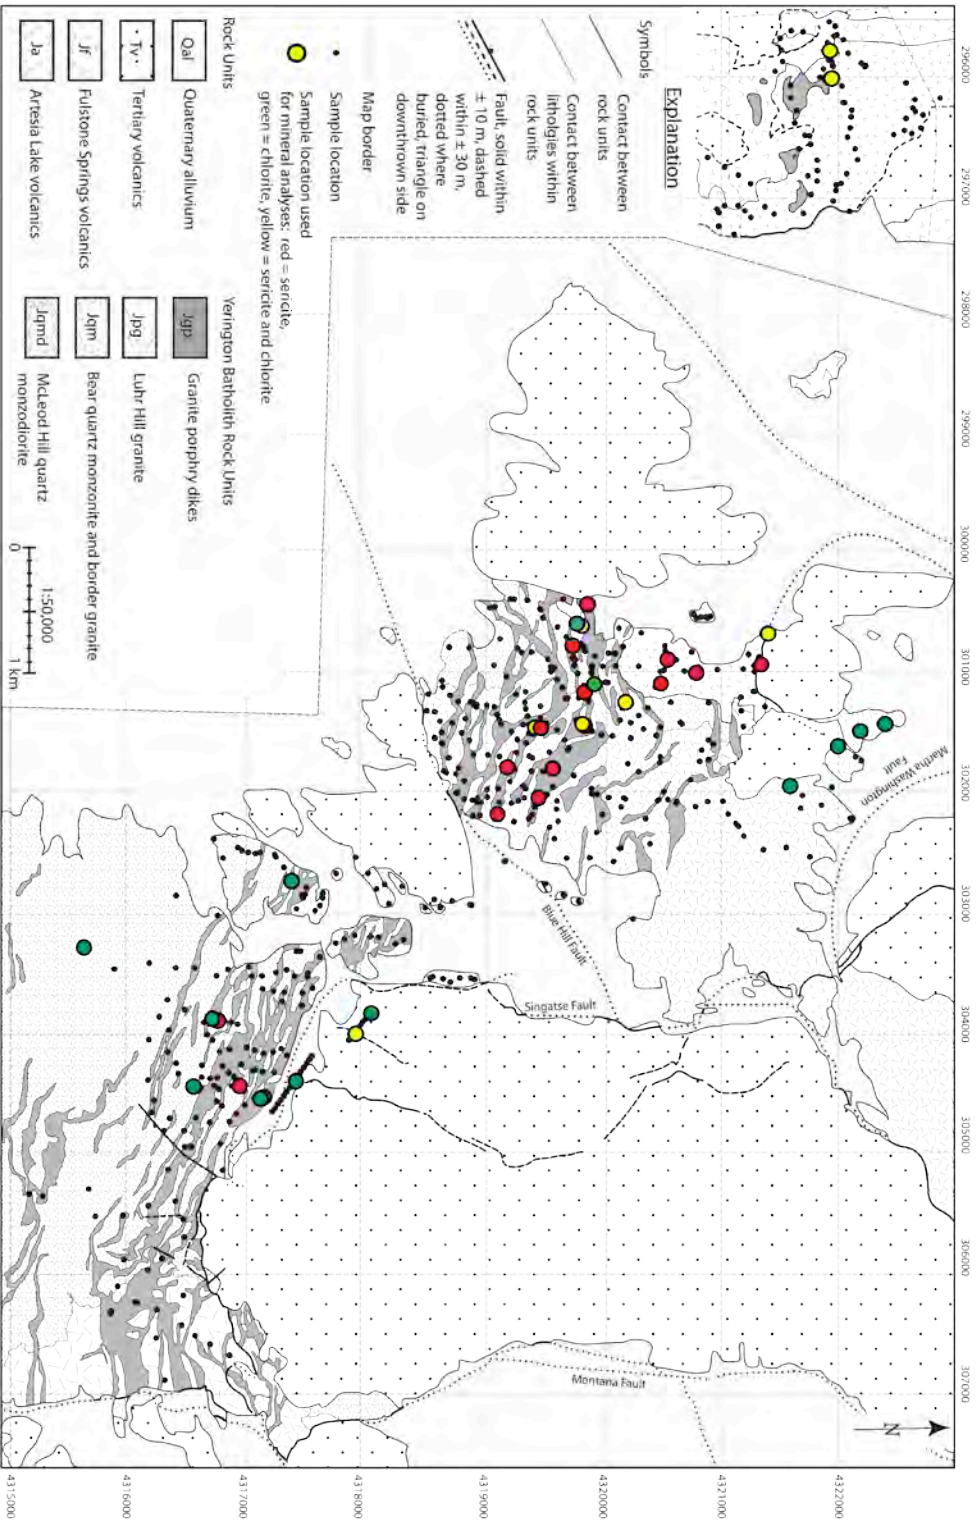 296000
297000
298000
299000
300000
301000
302000
303000
304000
305000
306000
307000
4322000
4321000
4320000
4319000
4318000
4317000
4316000
4315000
N
Martha Washington
Fault
Blue Hill Fault
Singatse Fault
Montana Fault
Explanation
Symbols
Contact between
rock units
Contact between
lithologies within
rock units
Fault, solid within
± 10 m, dashed
within ± 30 m,
dotted where
buried, triangle on
downthrown side
Map border
Sample location
Sample location used
for mineral analyses: red = sericite,
green = chlorite, yellow = sericite and chlorite
Rock Units
Qal
Quaternary alluvium
Tv
Tertiary volcanics
Jf
Fulstone Springs volcanics
Ja
Artesia Lake volcanics
Yerington Batholith Rock Units
Jgp
Granite porphry dikes
Jpg
Luhr Hill granite
Jqm
Bear quartz monzonite and border granite
Jqmd
McLeod Hill quartz
monzodiorite
1:50,000
0
1 km